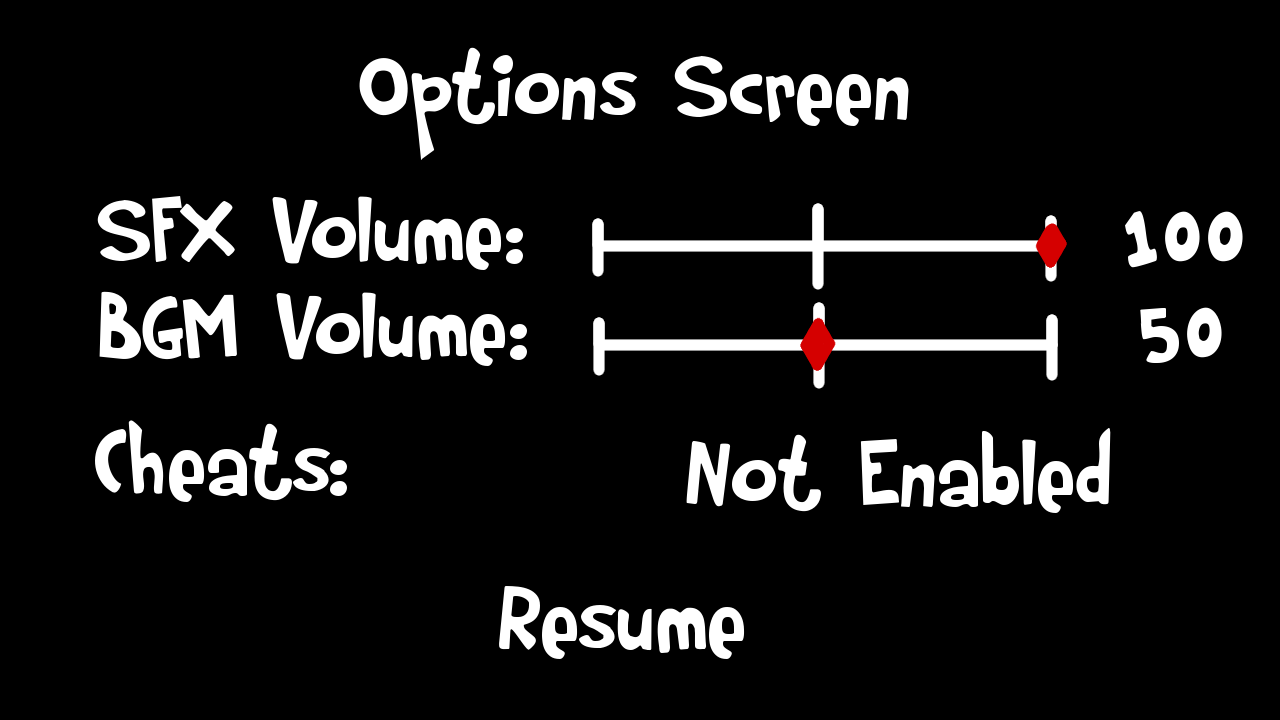 Options Screen
SFX Volume: 100
BGM Volume: 50
Cheats: Not Enabled
Resume